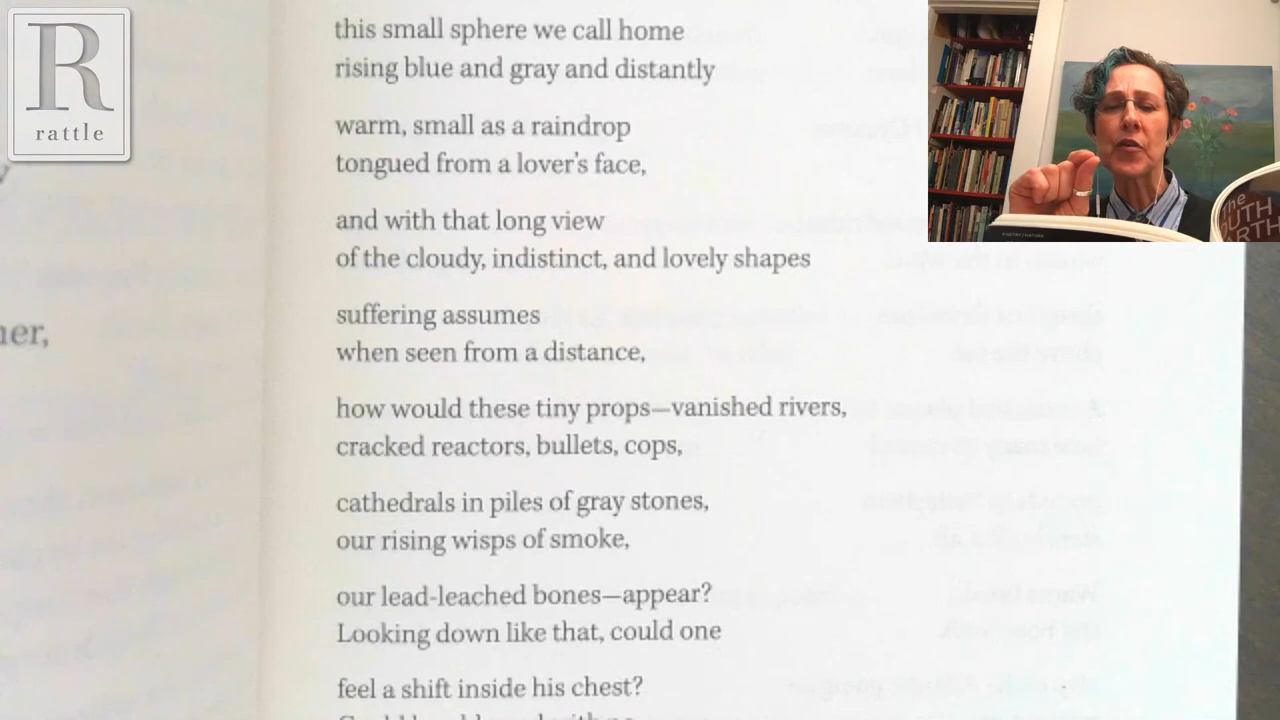 R
rattle
her,
this small sphere we call home
rising blue and gray and distantly
warm, small as a raindrop
tongued from a lover's face,
and with that long view
of the cloudy, indistinct, and lovely shapes
suffering assumes
when seen from a distance,
how would these tiny props—vanished rivers,
cracked reactors, bullets, cops,
cathedrals in piles of gray stones,
our rising wisps of smoke,
our lead-leached bones—appear?
Looking down like that, could one
feel a shift inside his chest?
the